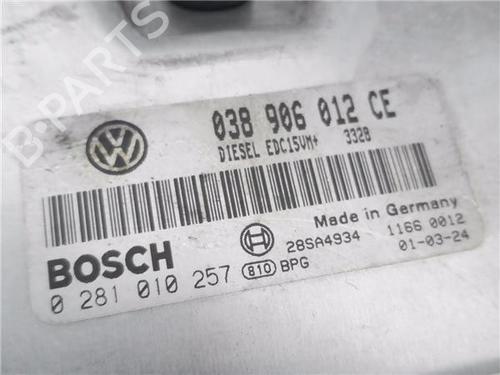 038 906 012 CE
DIESEL EDC15VM+ 3328
Made in Germany
BOSCH 28SA4934 1166 0012
0 281 010 257 810 BPG 01-03-24
B-PARTS